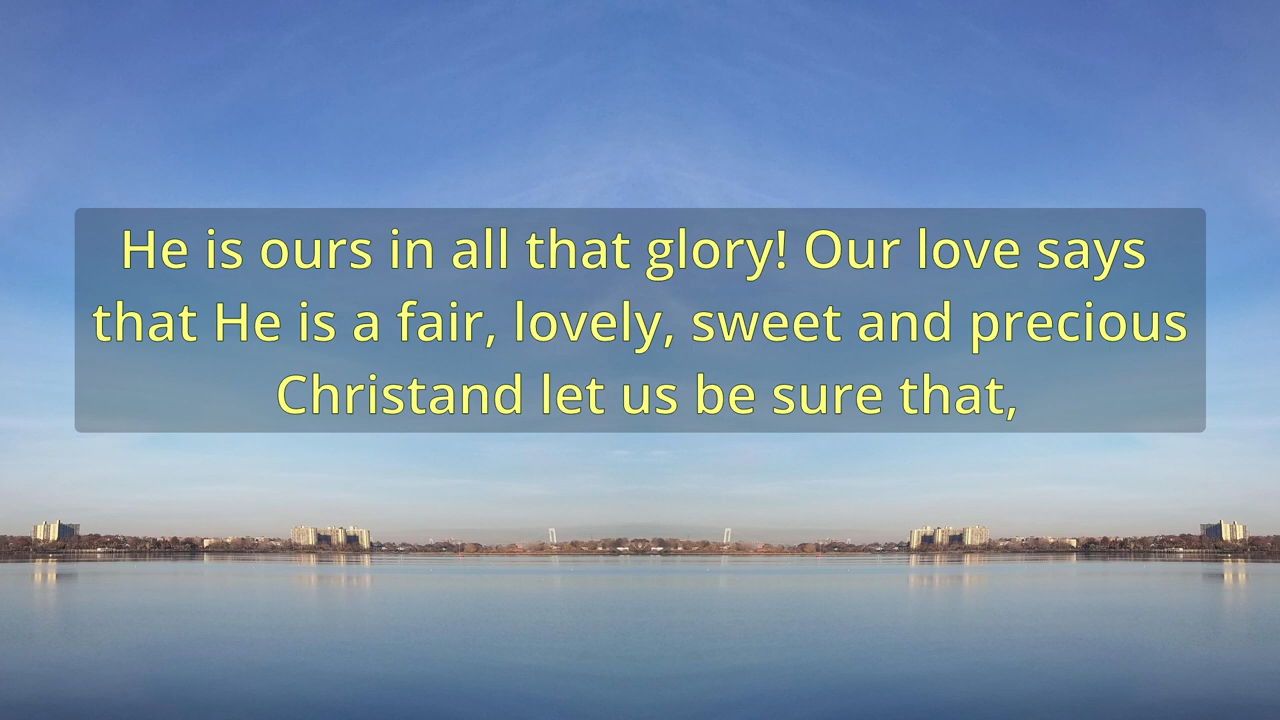 He is ours in all that glory! Our love says
that He is a fair, lovely, sweet and precious
Christand let us be sure that,